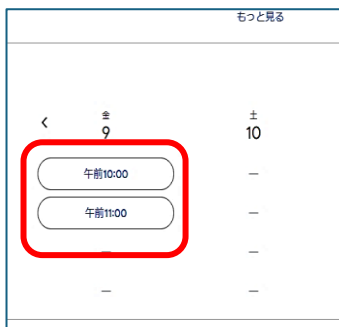 もっと見る
金 土
< 9 10
午前10:00 —
午前11:00 —
— —
— —